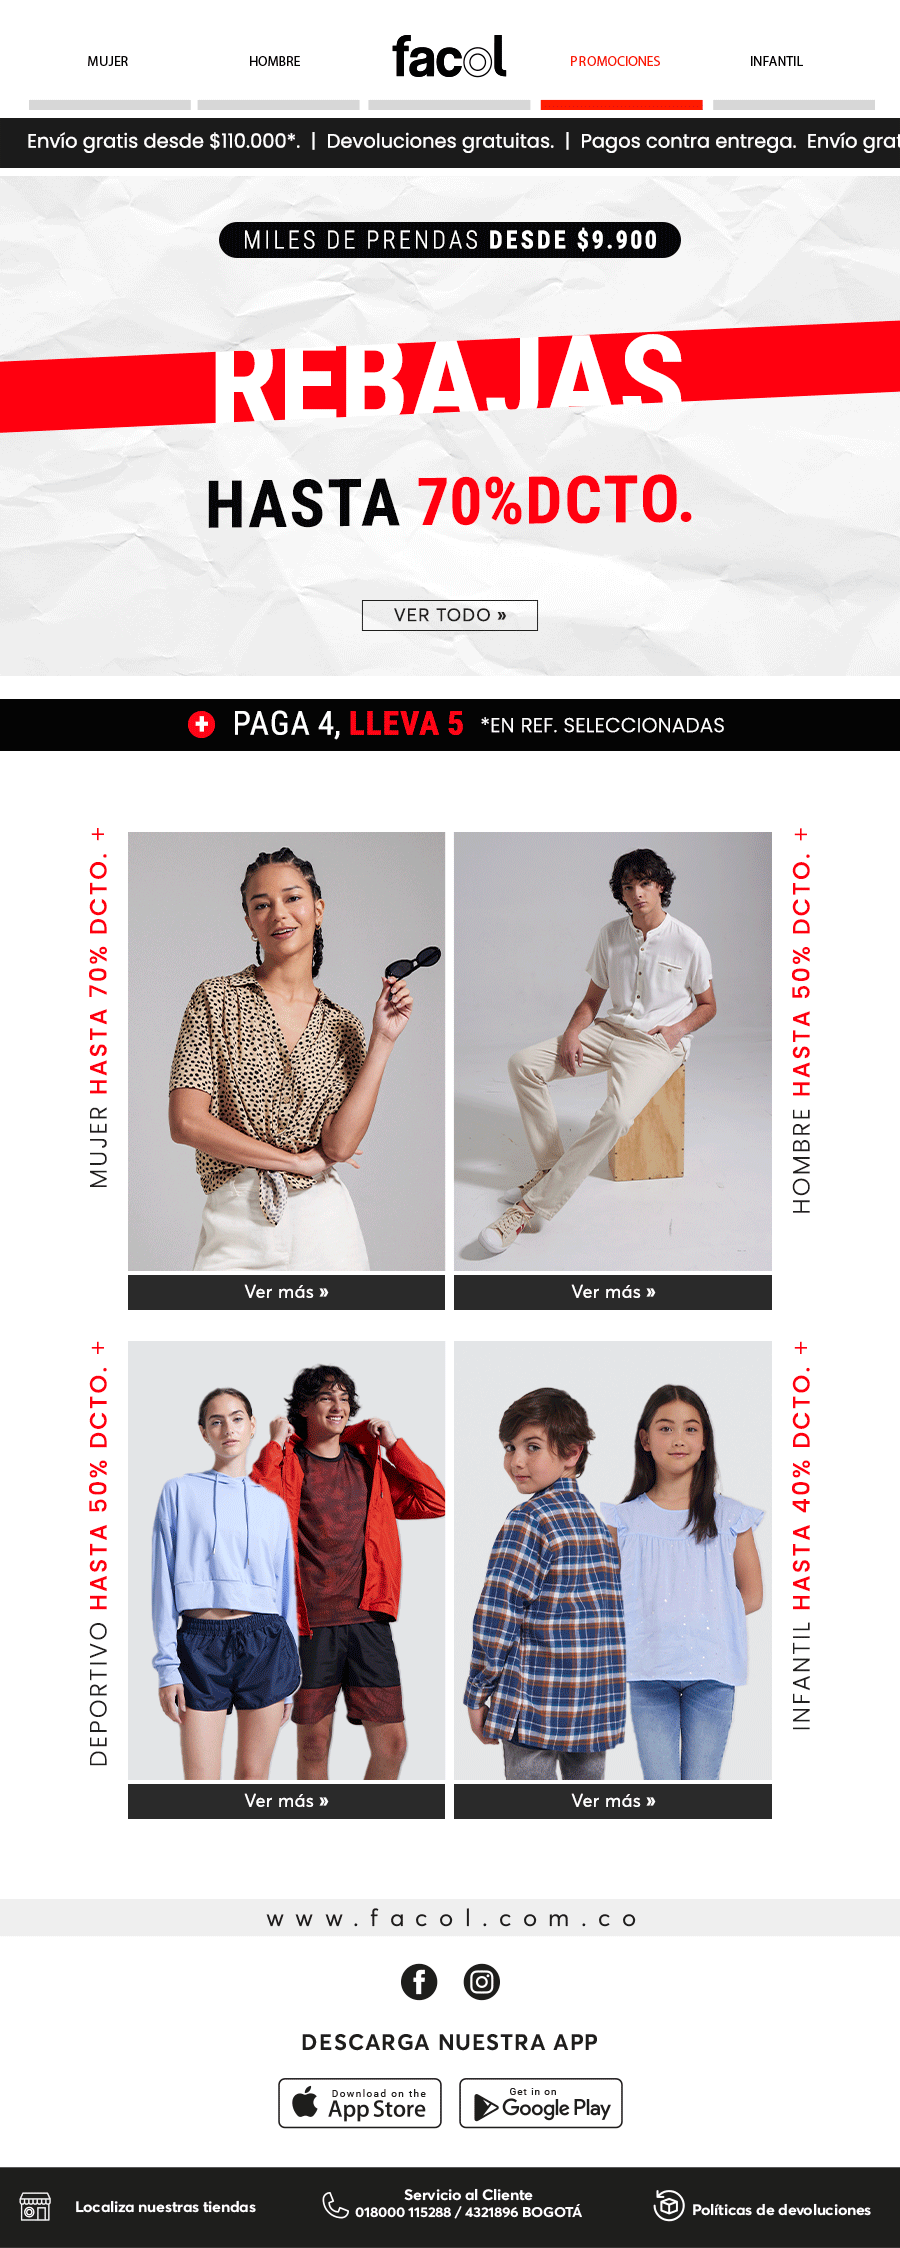 MUJER
HOMBRE
facol
PROMOCIONES
INFANTIL
Envío gratis desde $110.000*. | Devoluciones gratuitas. | Pagos contra entrega. Envío grat
MILES DE PRENDAS DESDE $9.900
REBAJAS
HASTA 70%DCTO.
VER TODO »
+ PAGA 4, LLEVA 5 *EN REF. SELECCIONADAS
MUJER HASTA 70% DCTO. +
HOMBRE HASTA 50% DCTO. +
Ver más »
Ver más »
DEPORTIVO HASTA 50% DCTO. +
INFANTIL HASTA 40% DCTO. +
Ver más »
Ver más »
www.facol.com.co
DESCARGA NUESTRA APP
Download on the
App Store
Get in on
Google Play
Localiza nuestras tiendas
Servicio al Cliente
018000 115288 / 4321896 BOGOTÁ
Políticas de devoluciones